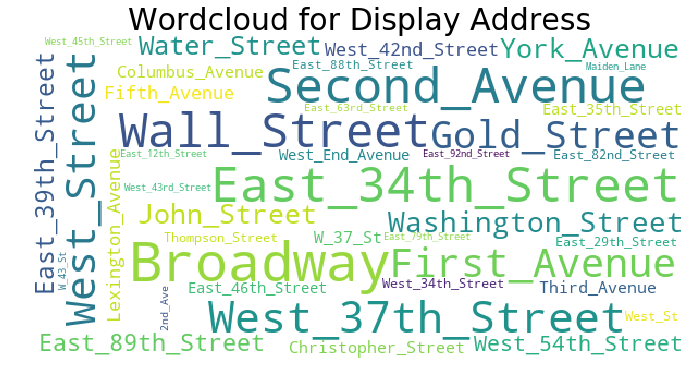 Wordcloud for Display Address
West_45th_Street
Water_Street
West_42nd_Street
York_Avenue
Columbus_Avenue
East_88th_Street
Maiden_Lane
Second_Avenue
Fifth_Avenue
East_63rd_Street
East_35th_Street
East_39th_Street
West_Street
Wall_Street
Gold_Street
East_12th_Street
West_End_Avenue
East_92nd_Street
East_82nd_Street
Lexington_Avenue
West_43rd_Street
East_34th_Street
John_Street
Washington_Street
Thompson_Street
W_37_St
East_79th_Street
East_29th_Street
W_43_St
Broadway
First_Avenue
East_46th_Street
West_34th_Street
Third_Avenue
2nd_Ave
West_37th_Street
West_St
East_89th_Street
Christopher_Street
West_54th_Street